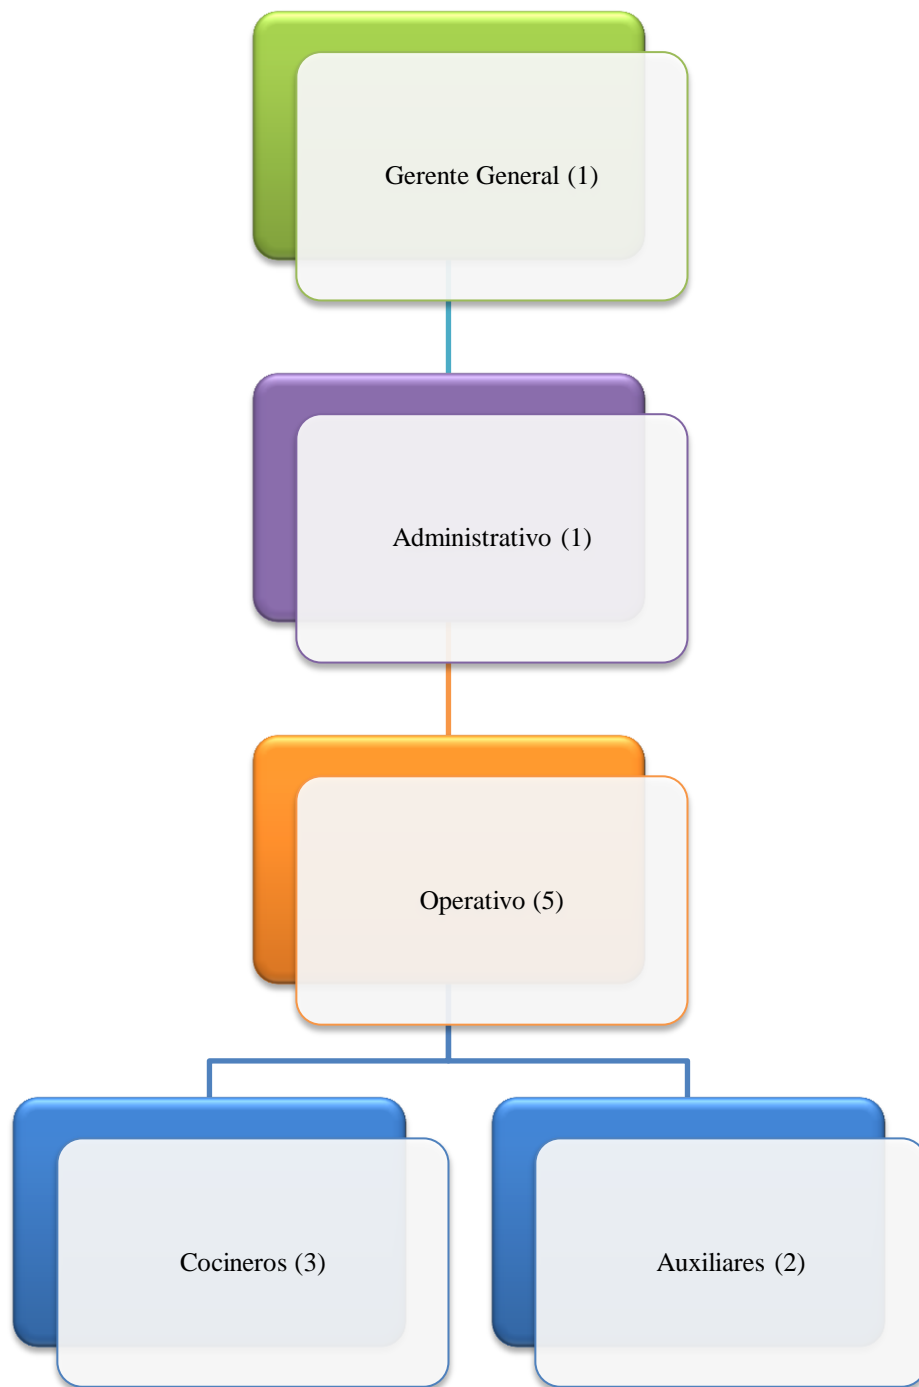 Gerente General (1)
Administrativo (1)
Operativo (5)
Cocineros (3)
Auxiliares (2)